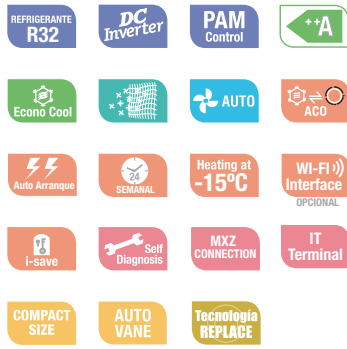 REFRIGERANTE
R32
DC
Inverter
PAM
Control
++A
Econo Cool
AUTO
ACO
Auto Arranque
24
SEMANAL
Heating at
-15ºC
WI-FI
Interface
OPCIONAL
i-save
Self
Diagnosis
MXZ
CONNECTION
IT
Terminal
COMPACT
SIZE
AUTO
VANE
Tecnología
REPLACE